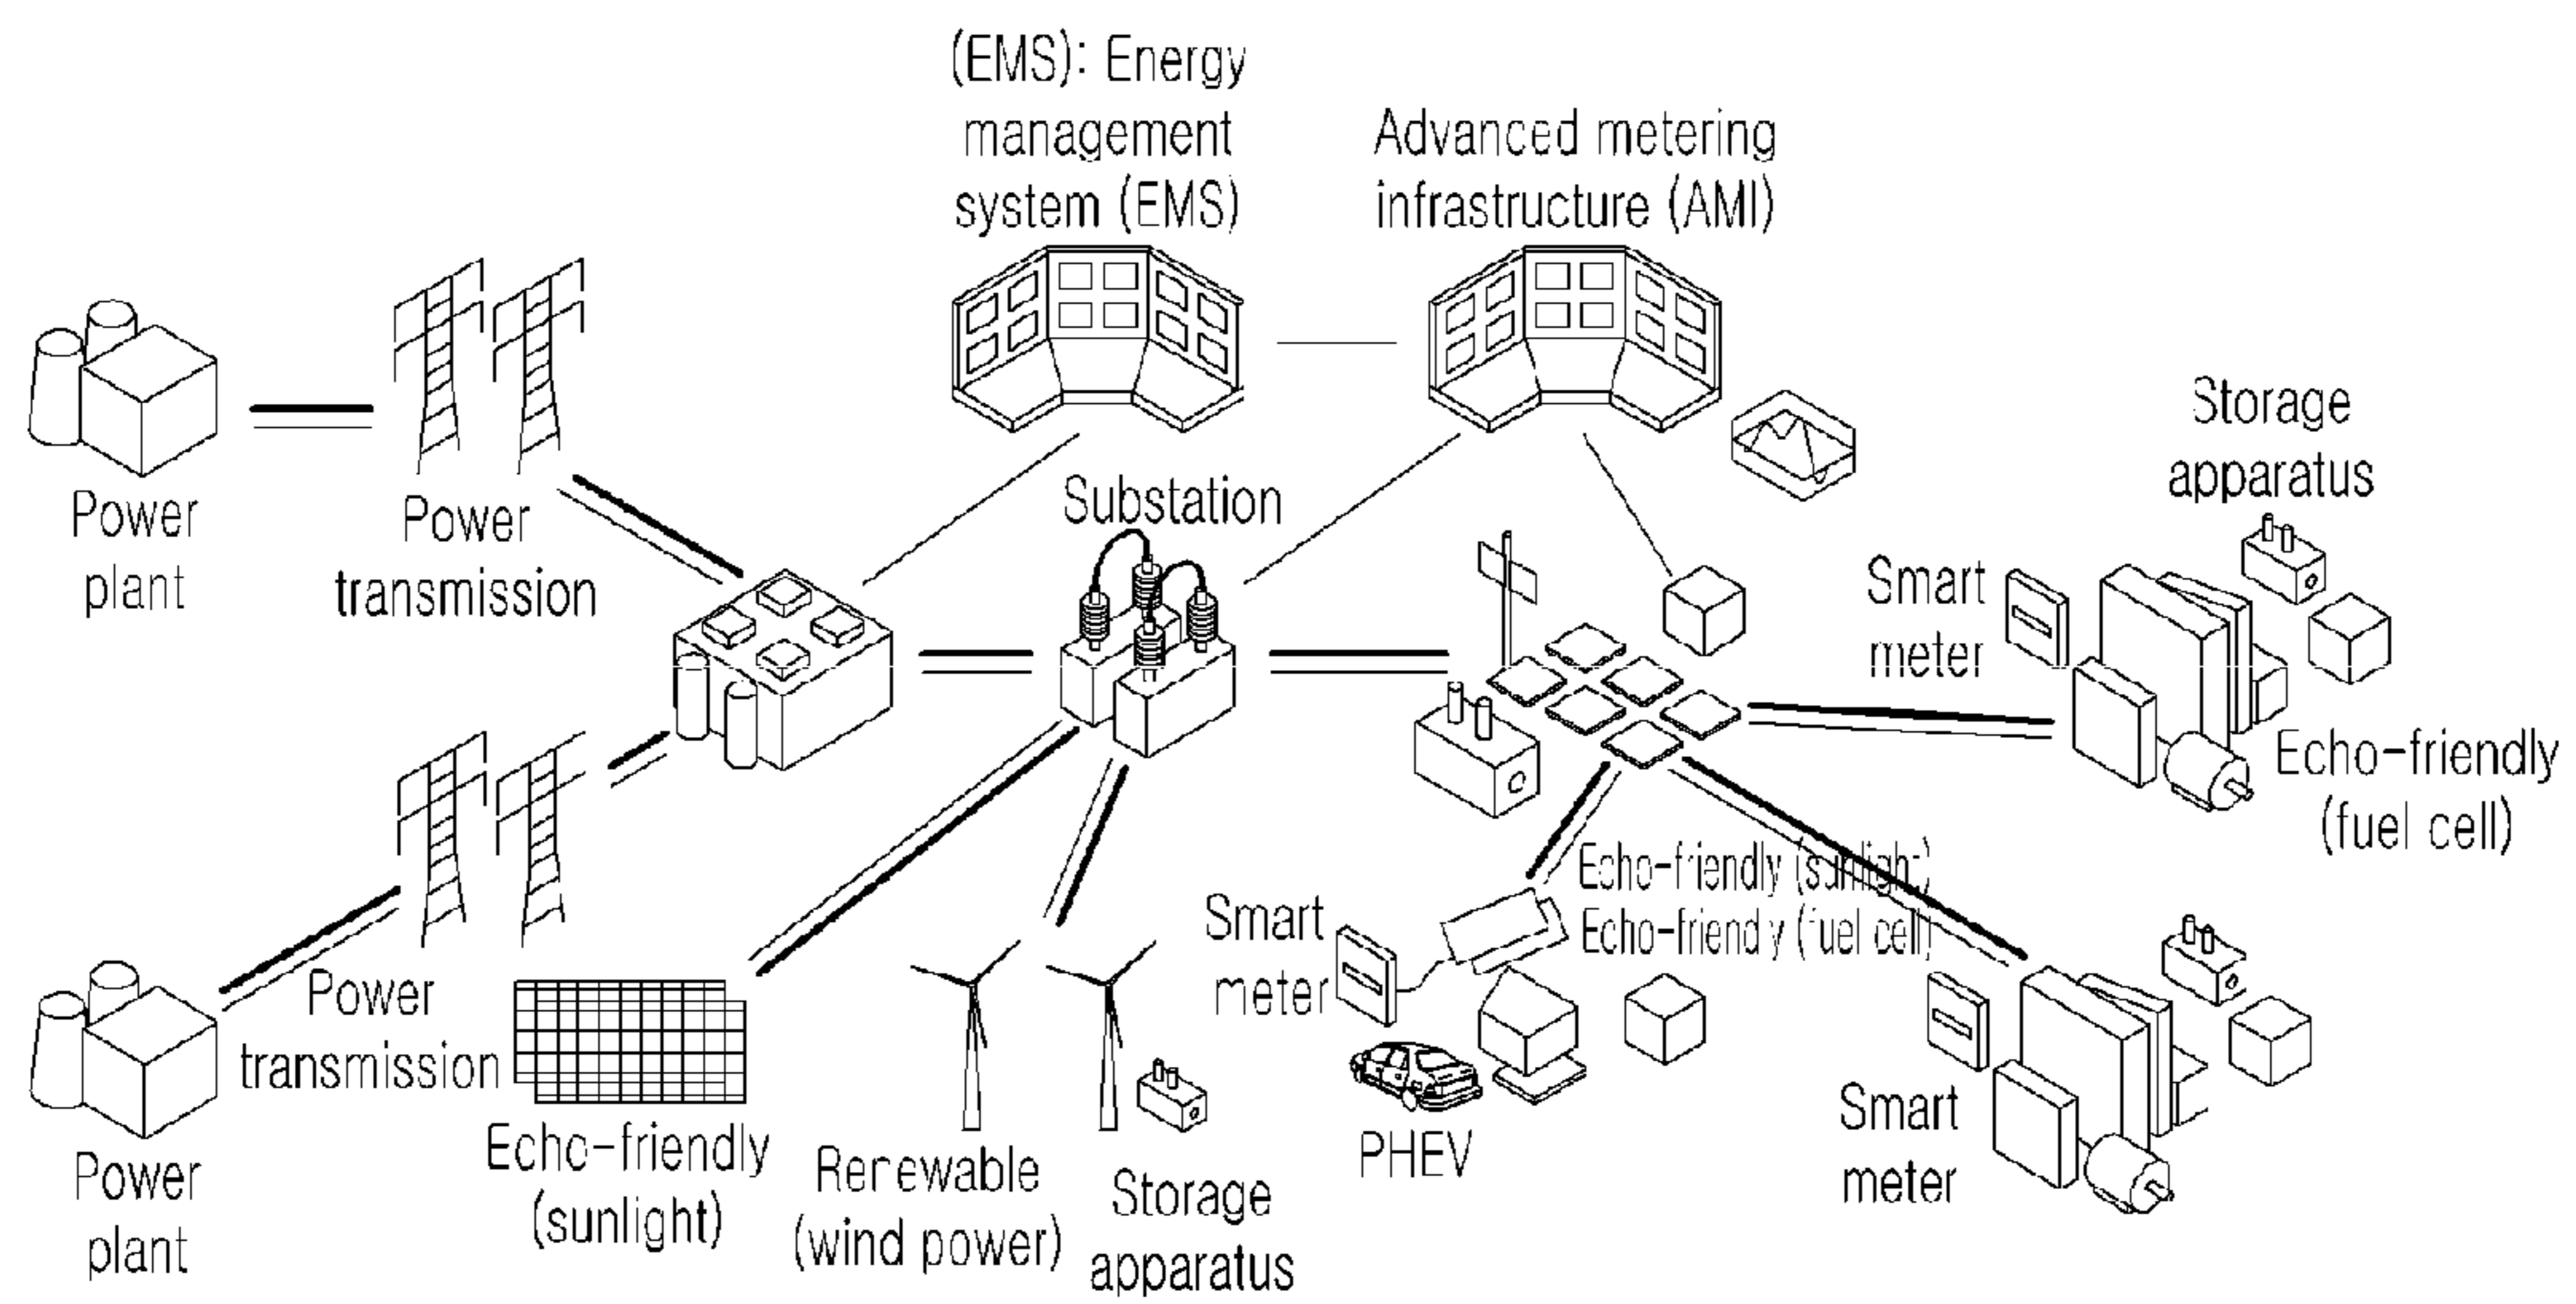 (EMS): Energy
management
system (EMS)
Advanced metering
infrastructure (AMI)
Power
plant
Power
transmission
Substation
Storage
apparatus
Smart
meter
Echo-friendly
(fuel cell)
Echo-friendly (sunlight)
Echo-friendly (fuel cell)
Smart
meter
Power
transmission
Power
plant
Echo-friendly
(sunlight)
Renewable
(wind power)
Storage
apparatus
PHEV
Smart
meter